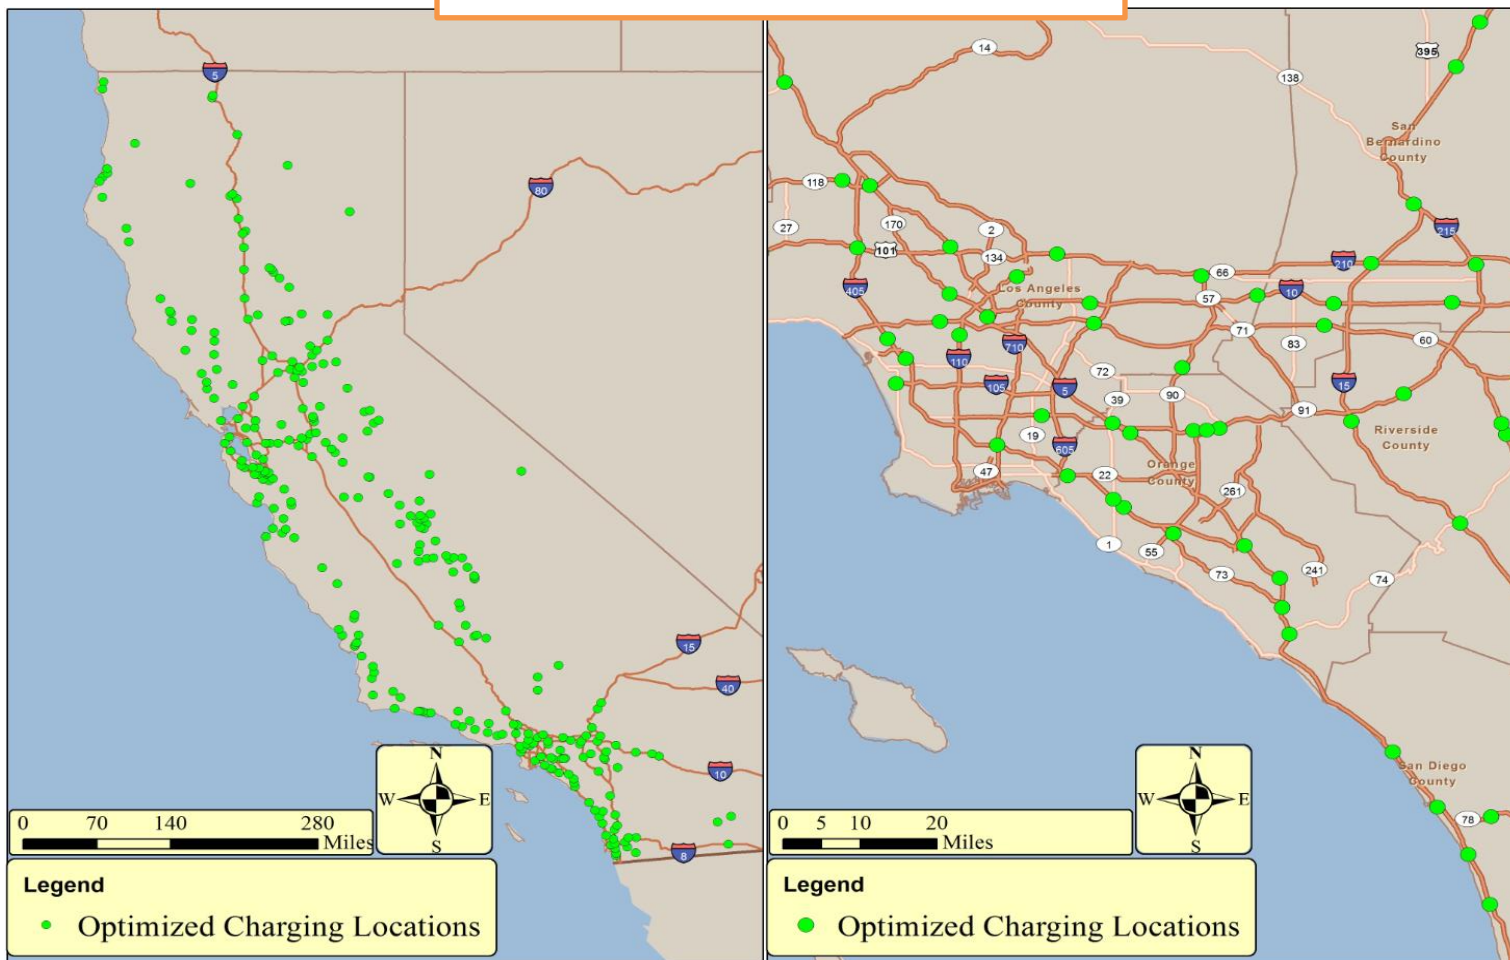 5
80
15
40
10
8
N
W E
S
0 70 140 280
Miles
Legend
Optimized Charging Locations
14
395
138
San
Bernardino
County
118
27
170
101
2
134
215
210
66
405
Los Angeles
County
57
10
71
83
60
710
110
105
72
5
39
90
15
91
19
605
Riverside
County
47
22
Orange
County
261
1
55
73
241
74
San Diego
County
78
N
W E
S
0 5 10 20
Miles
Legend
Optimized Charging Locations